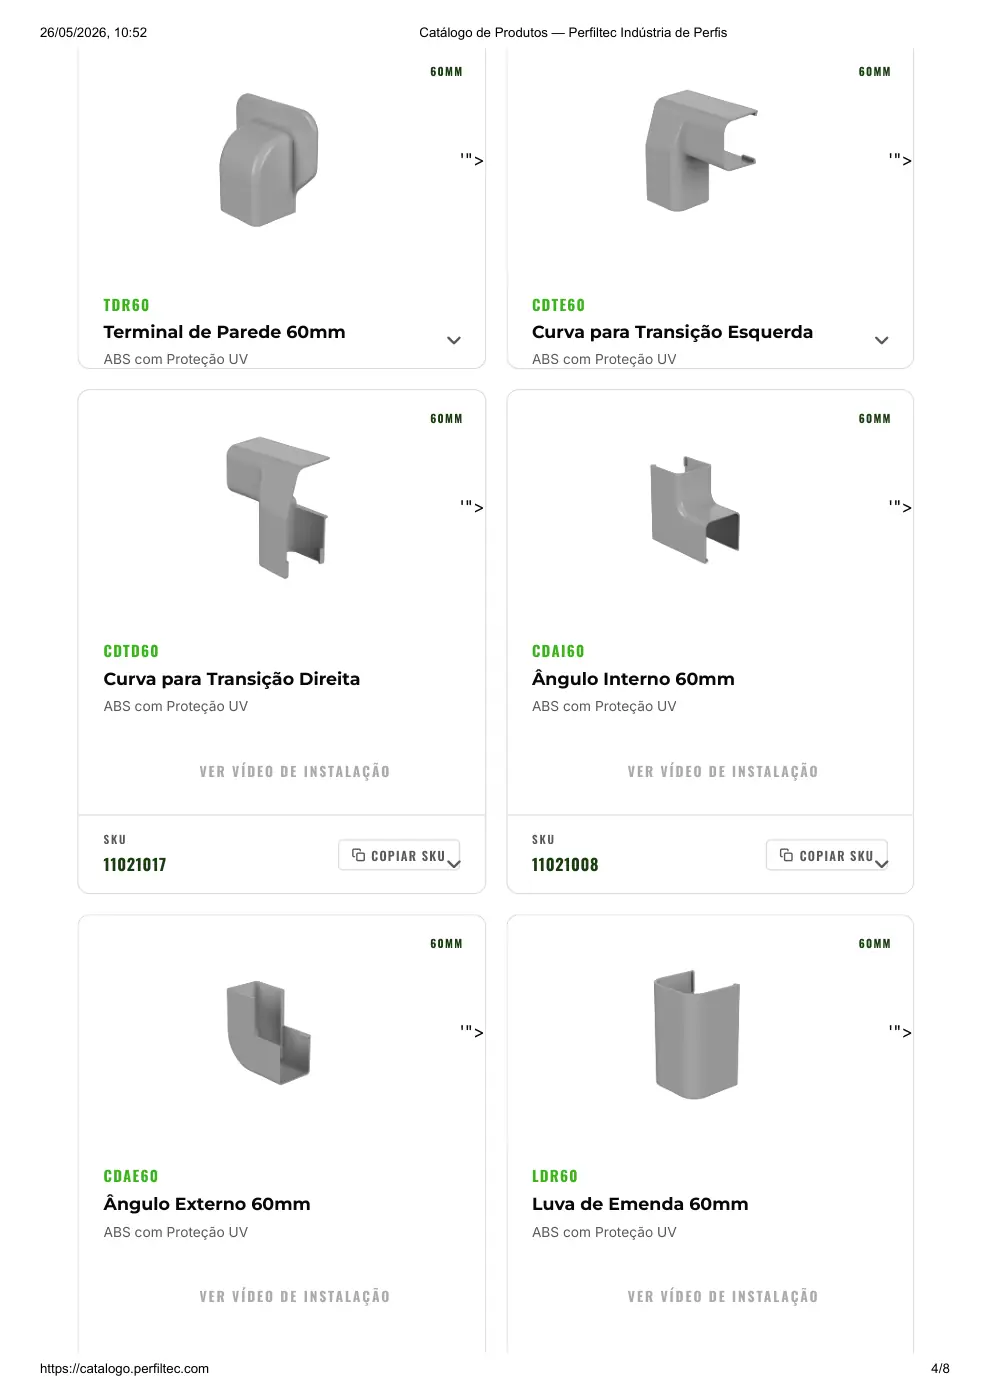 26/05/2026, 10:52
Catálogo de Produtos — Perfiltec Indústria de Perfis
60MM
'">
TDR60
Terminal de Parede 60mm
ABS com Proteção UV
60MM
'">
CDTE60
Curva para Transição Esquerda
ABS com Proteção UV
60MM
'">
CDTD60
Curva para Transição Direita
ABS com Proteção UV
VER VÍDEO DE INSTALAÇÃO
SKU
11021017
COPIAR SKU
60MM
'">
CDAI60
Ângulo Interno 60mm
ABS com Proteção UV
VER VÍDEO DE INSTALAÇÃO
SKU
11021008
COPIAR SKU
60MM
'">
CDAE60
Ângulo Externo 60mm
ABS com Proteção UV
VER VÍDEO DE INSTALAÇÃO
60MM
'">
LDR60
Luva de Emenda 60mm
ABS com Proteção UV
VER VÍDEO DE INSTALAÇÃO
https://catalogo.perfiltec.com
4/8